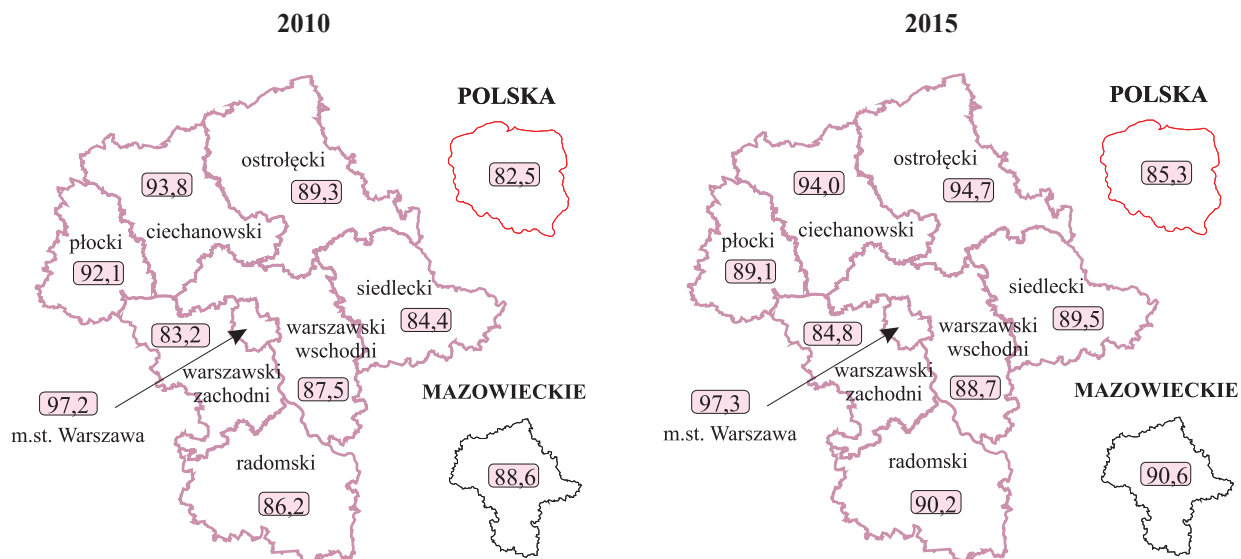 2010
POLSKA
82,5
ostrołęcki
89,3
93,8
ciechanowski
płocki
92,1
siedlecki
84,4
83,2
warszawski
wschodni
87,5
warszawski
zachodni
97,2
m.st. Warszawa
MAZOWIECKIE
88,6
radomski
86,2
2015
POLSKA
85,3
ostrołęcki
94,7
94,0
ciechanowski
płocki
89,1
siedlecki
89,5
84,8
warszawski
wschodni
88,7
warszawski
zachodni
97,3
m.st. Warszawa
MAZOWIECKIE
90,6
radomski
90,2